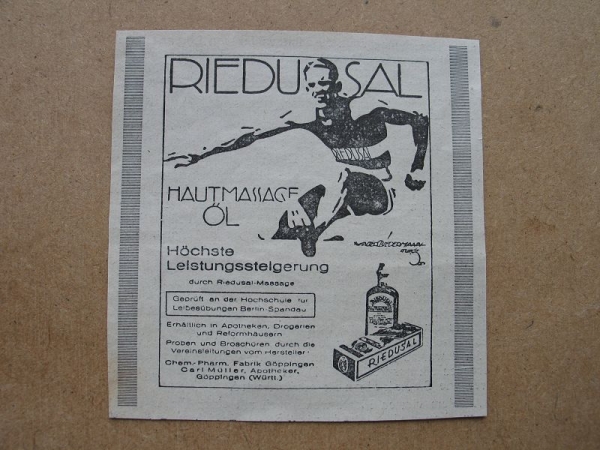 RIEDUSAL
RIEDUSAL
HAUTMASSAGE
ÖL
Höchste
Leistungssteigerung
durch Riedusal-Massage
Geprüft an der Hochschule für
Leibesübungen Berlin-Spandau
Erhältlich in Apotheken, Drogerien
und Reformhäusern
Proben und Broschüren durch die
Vereinsleitungen vom Hersteller:
Chem.-Pharm. Fabrik Göppingen
Carl Müller, Apotheker,
Göppingen (Württ.)
RIEDUSAL
RIEDUSAL